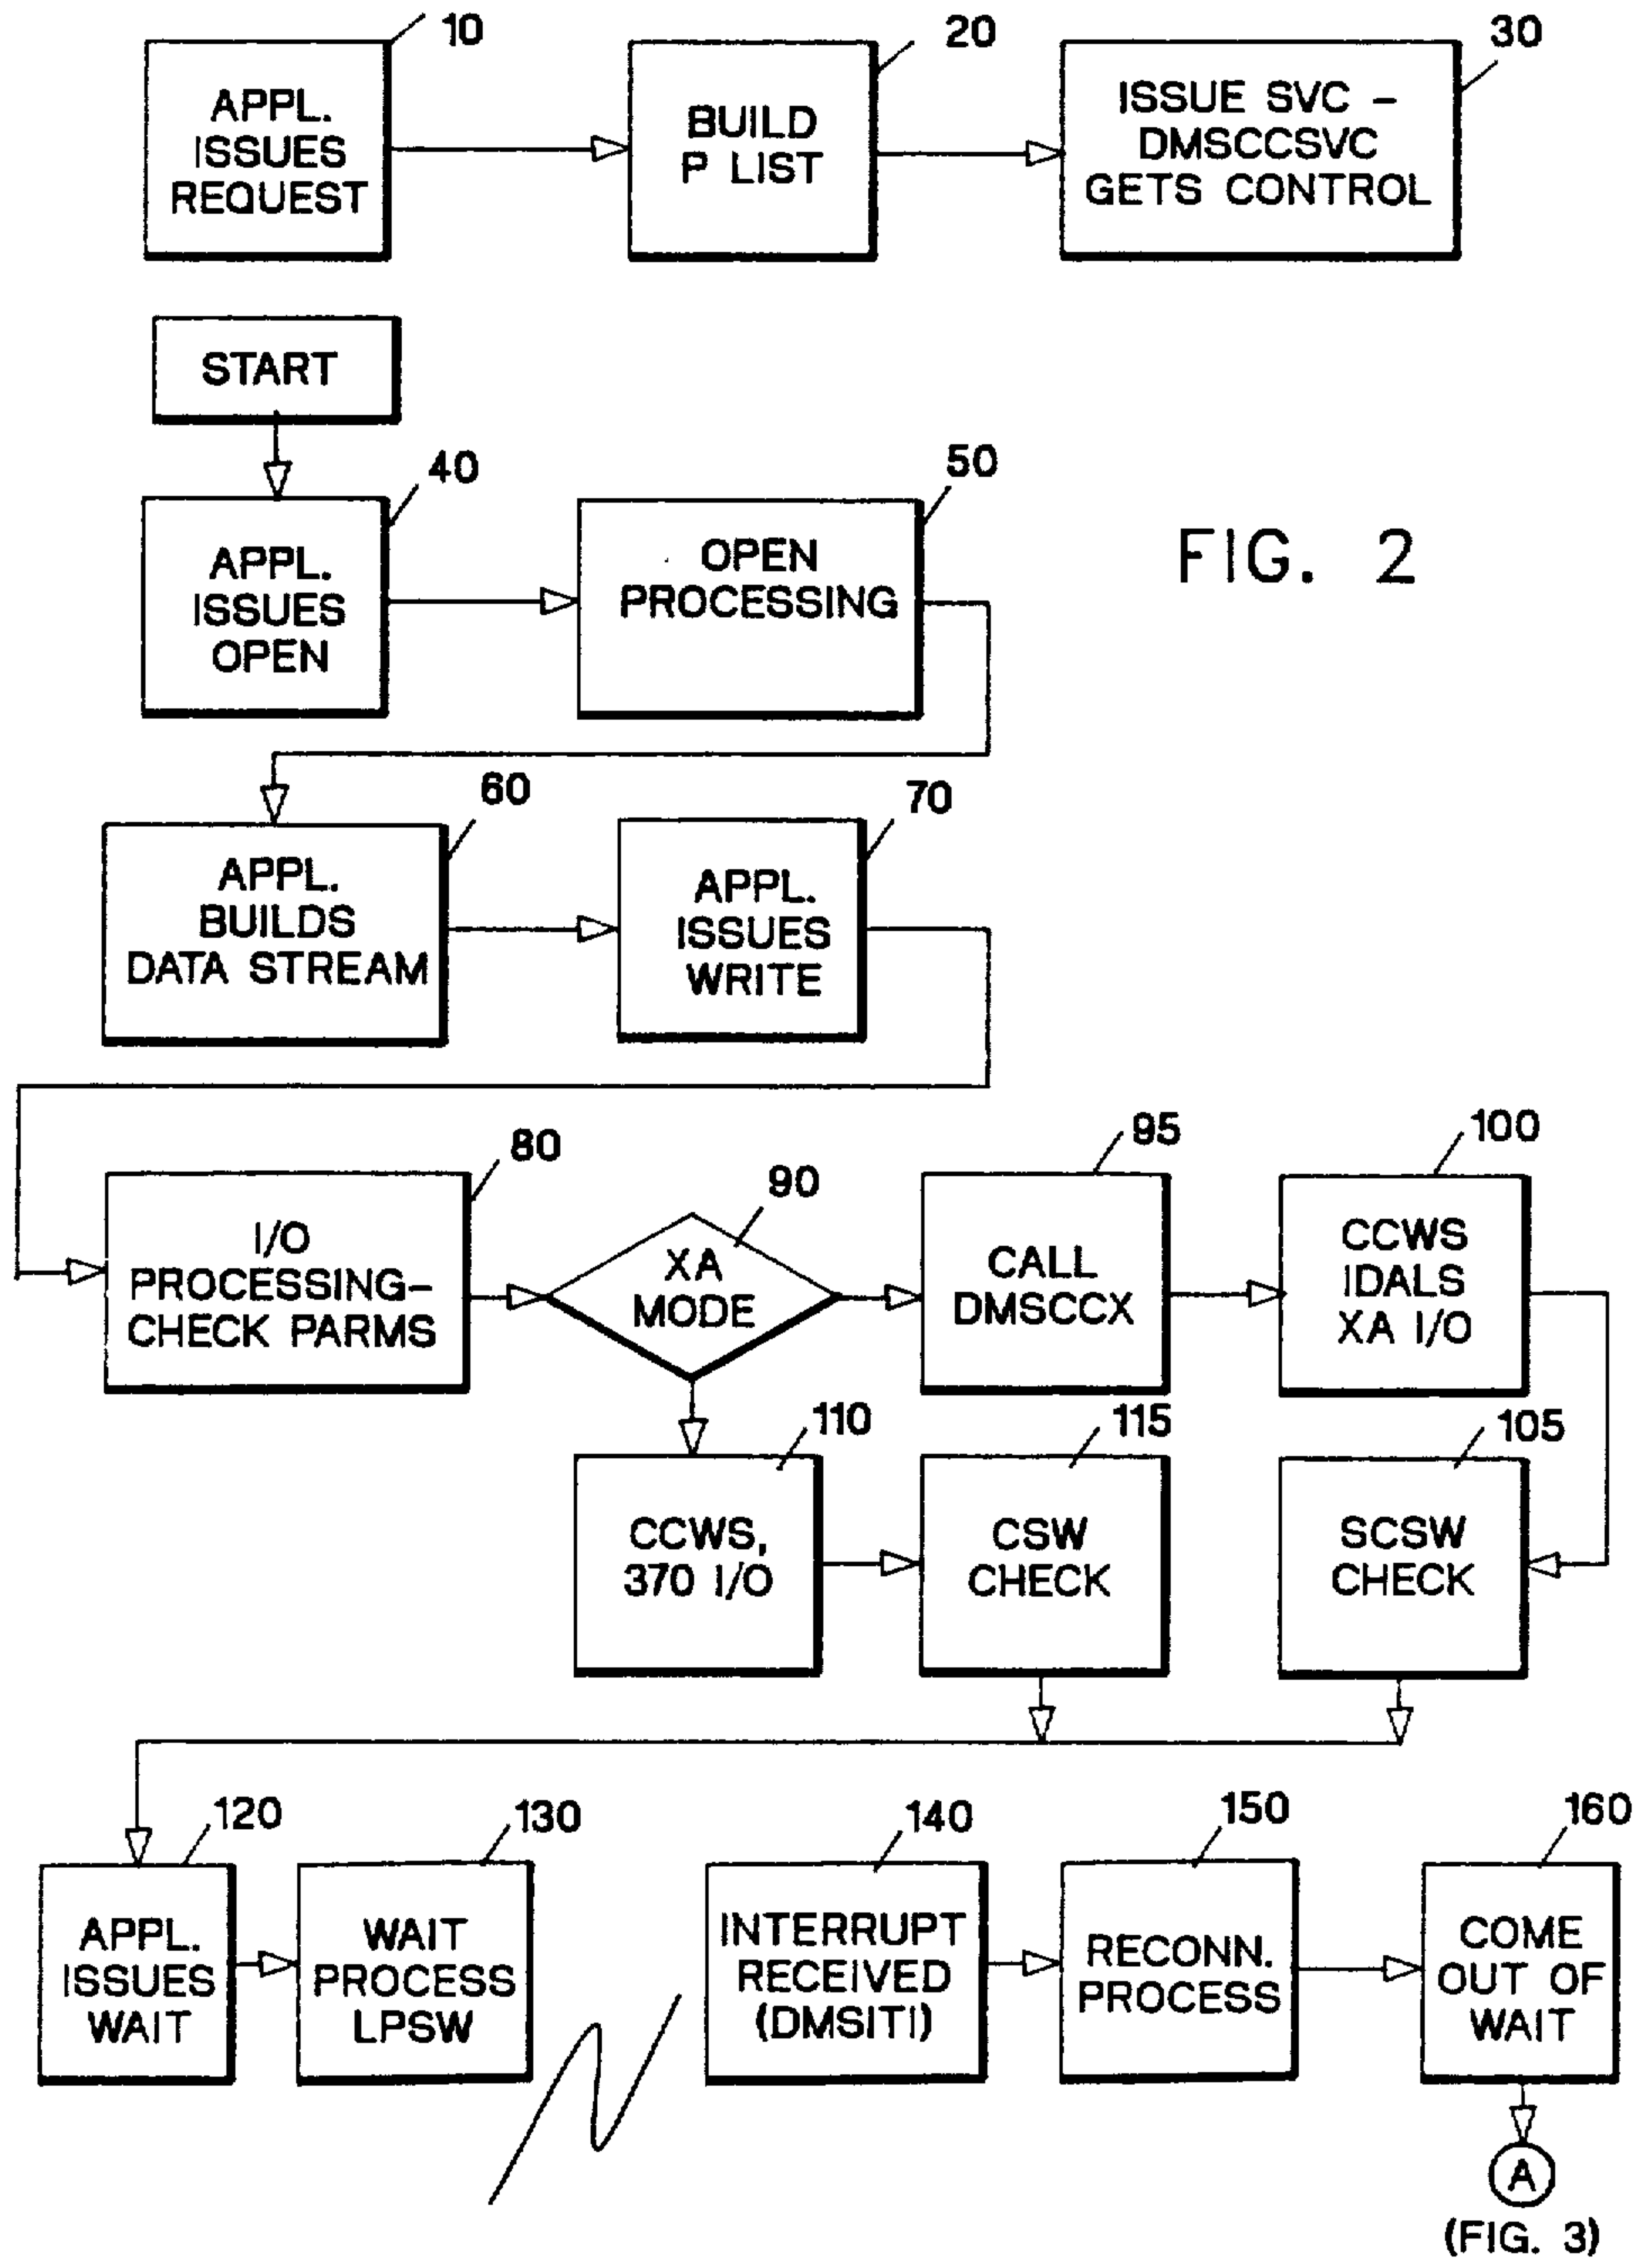 10
APPL.
ISSUES
REQUEST
20
BUILD
P LIST
30
ISSUE SVC –
DMSCCSVC
GETS CONTROL
START
40
APPL.
ISSUES
OPEN
50
OPEN
PROCESSING
FIG. 2
60
APPL.
BUILDS
DATA STREAM
70
APPL.
ISSUES
WRITE
80
I/O
PROCESSING–
CHECK PARMS
90
XA
MODE
95
CALL
DMSCCX
100
CCWS
IDALS
XA I/O
110
CCWS,
370 I/O
115
CSW
CHECK
105
SCSW
CHECK
120
APPL.
ISSUES
WAIT
130
WAIT
PROCESS
LPSW
140
INTERRUPT
RECEIVED
(DMSITI)
150
RECONN.
PROCESS
160
COME
OUT OF
WAIT
A
(FIG. 3)